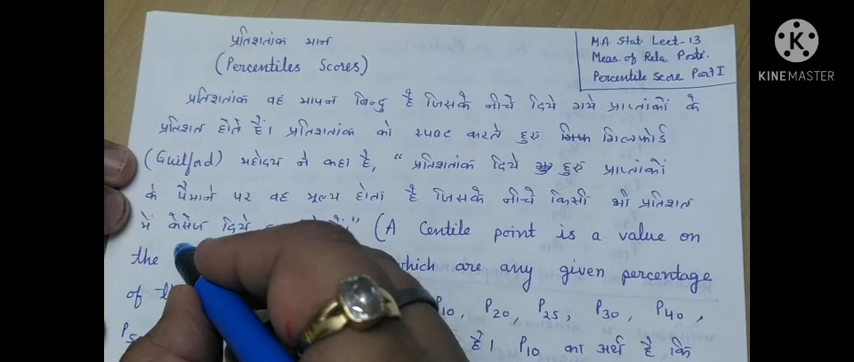 प्रतिशतांक मान
(Percentiles Scores)
M.A Stat Lect-13
Meas. of Rela Posti.
Percentile Score Part I
KINEMASTER
प्रतिशतांक वह मापन बिन्दु है जिसके नीचे दिये गये प्राप्तांकों के
प्रतिशत होते हैं। प्रतिशतांक को स्पष्ट करते हुए गिलफोर्ड
(Guilfad) महोदय ने कहा है, "प्रतिशतांक दिये हुए प्राप्तांकों
के पैमाने पर वह मूल्य होता है जिसके नीचे किसी भी प्रतिशत
में केसेज दिये " (A Centile point is a value on
the which are any given percentage
of P10, P20, P25, P30, P40,
है। P10 का अर्थ है कि